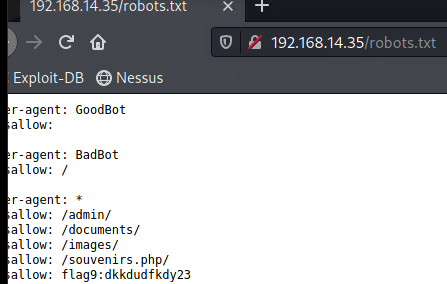 192.168.14.35/robots.txt
192.168.14.35/robots.txt
Exploit-DB Nessus
er-agent: GoodBot
sallow:
er-agent: BadBot
sallow: /
er-agent: *
sallow: /admin/
sallow: /documents/
sallow: /images/
sallow: /souvenirs.php/
sallow: flag9:dkkdudfkdy23